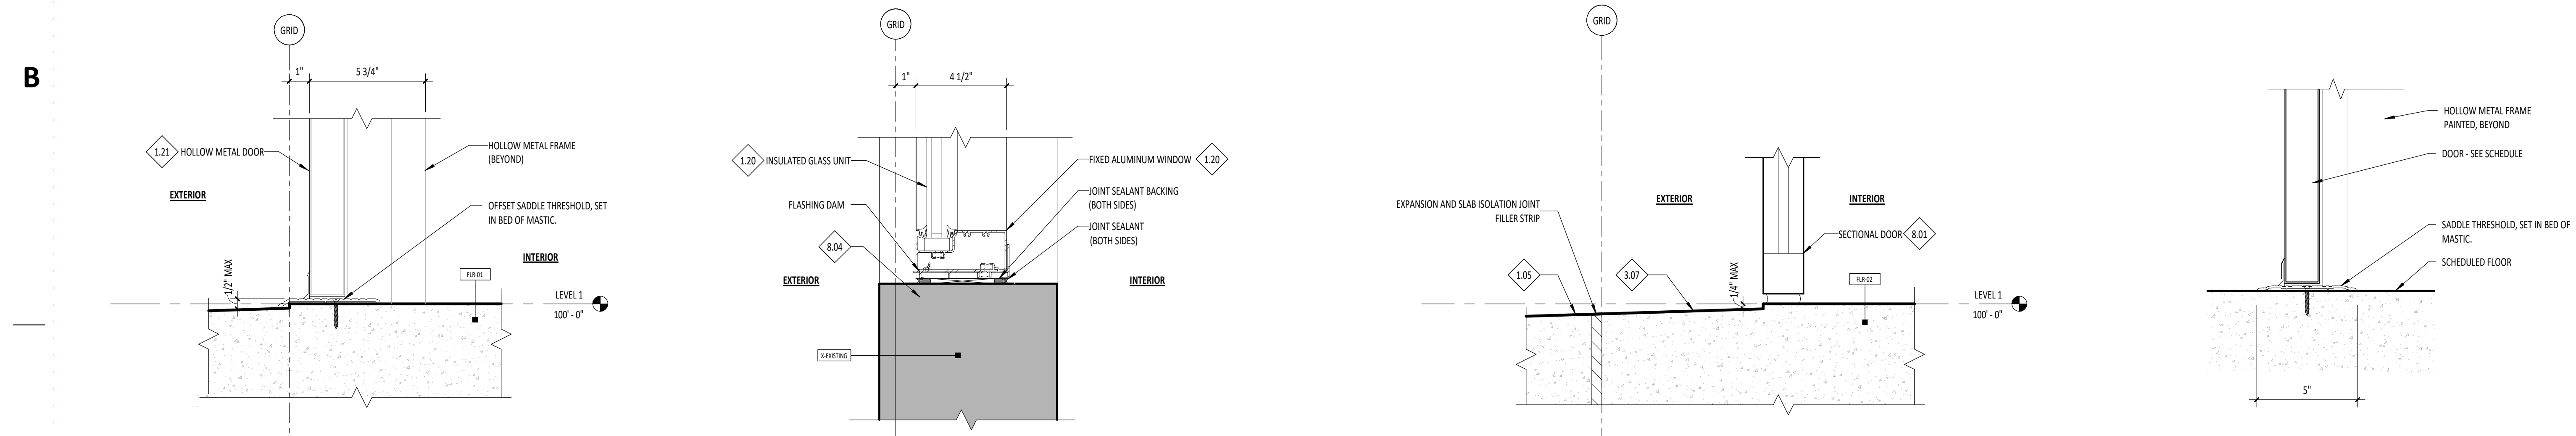 B
GRID
1"
5 3/4"
1.21
HOLLOW METAL DOOR
HOLLOW METAL FRAME
(BEYOND)
EXTERIOR
OFFSET SADDLE THRESHOLD, SET
IN BED OF MASTIC.
INTERIOR
1/2" MAX
FLR-01
LEVEL 1
100' - 0"
GRID
1"
4 1/2"
1.20
INSULATED GLASS UNIT
FIXED ALUMINUM WINDOW
1.20
JOINT SEALANT BACKING
(BOTH SIDES)
FLASHING DAM
JOINT SEALANT
(BOTH SIDES)
8.04
EXTERIOR
INTERIOR
X-EXISTING
GRID
EXPANSION AND SLAB ISOLATION JOINT
FILLER STRIP
EXTERIOR
INTERIOR
SECTIONAL DOOR
8.01
1.05
3.07
1/4" MAX
FLR-02
LEVEL 1
100' - 0"
HOLLOW METAL FRAME
PAINTED, BEYOND
DOOR - SEE SCHEDULE
SADDLE THRESHOLD, SET IN BED OF
MASTIC.
SCHEDULED FLOOR
5"